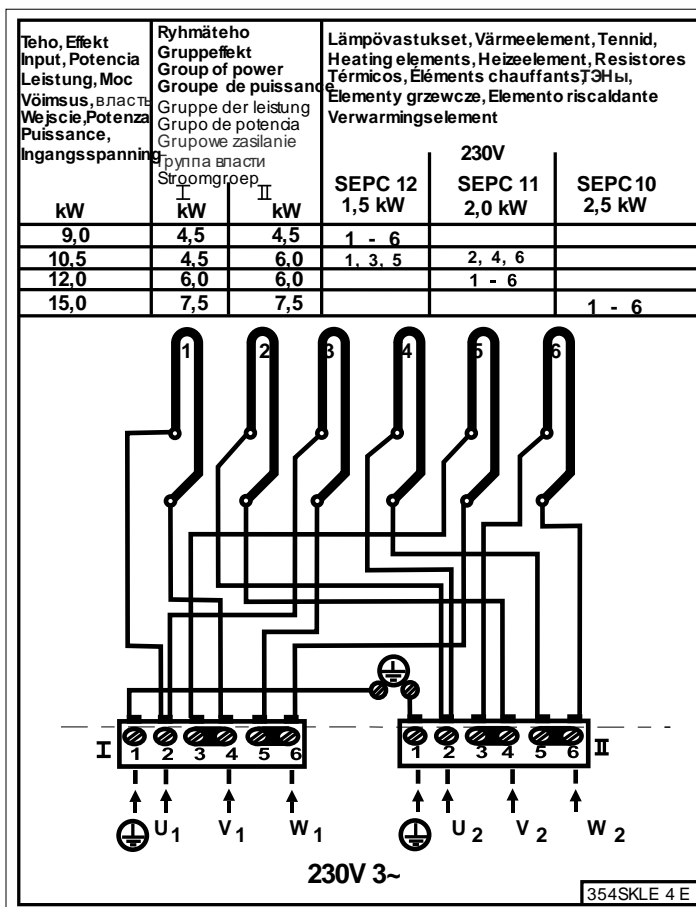 Teho, Effekt
Input, Potencia
Leistung, Moc
Vöimsus, власть
Wejscie, Potenza
Puissance,
Ingangsspanning
kW
Ryhmäteho
Gruppeffekt
Group of power
Groupe de puissance
Gruppe der leistung
Grupo de potencia
Grupowe zasilanie
Группа власти
Stroomgroep
I II
kW kW
Lämpövastukset, Värmeelement, Tennid,
Heating elements, Heizeelement, Resistores
Térmicos, Éléments chauffants, ТЭНы,
Elementy grzewcze, Elemento riscaldante
Verwarmingselement
230V
SEPC 12 SEPC 11 SEPC 10
1,5 kW 2,0 kW 2,5 kW
9,0 4,5 4,5 1 - 6
10,5 4,5 6,0 1, 3, 5 2, 4, 6
12,0 6,0 6,0 1 - 6
15,0 7,5 7,5 1 - 6
1 2 3 4 5 6
I 1 2 3 4 5 6 1 2 3 4 5 6 II
U1 V1 W1 U2 V2 W2
230V 3~
354SKLE 4 E